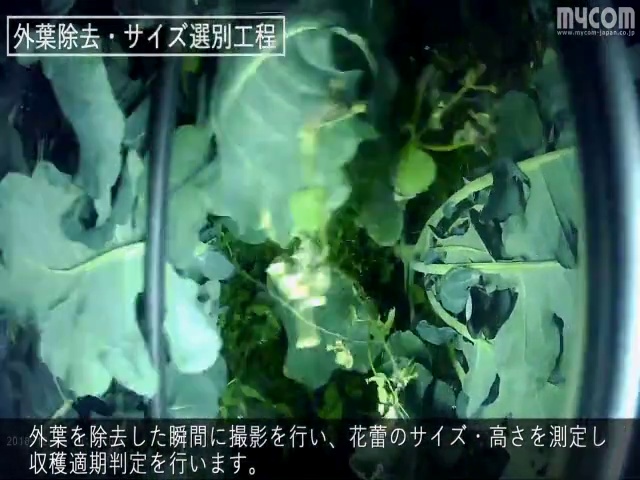 外葉除去・サイズ選別工程
mycom
www.mycom-japan.co.jp
外葉を除去した瞬間に撮影を行い、花蕾のサイズ・高さを測定し
収穫適期判定を行います。